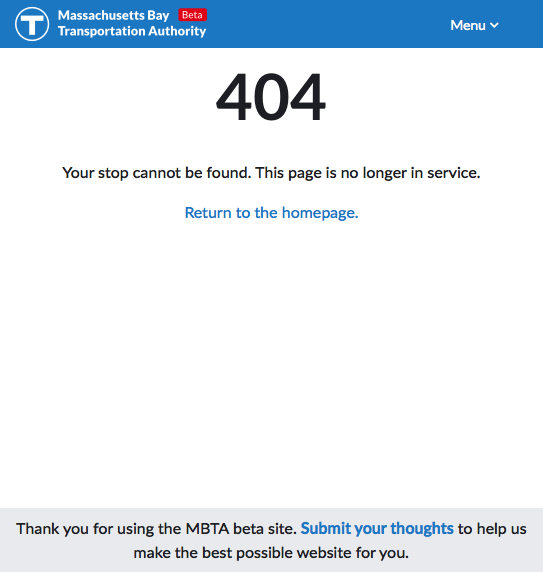 T
Massachusetts Bay Beta
Transportation Authority
Menu
404
Your stop cannot be found. This page is no longer in service.
Return to the homepage.
Thank you for using the MBTA beta site. Submit your thoughts to help us
make the best possible website for you.